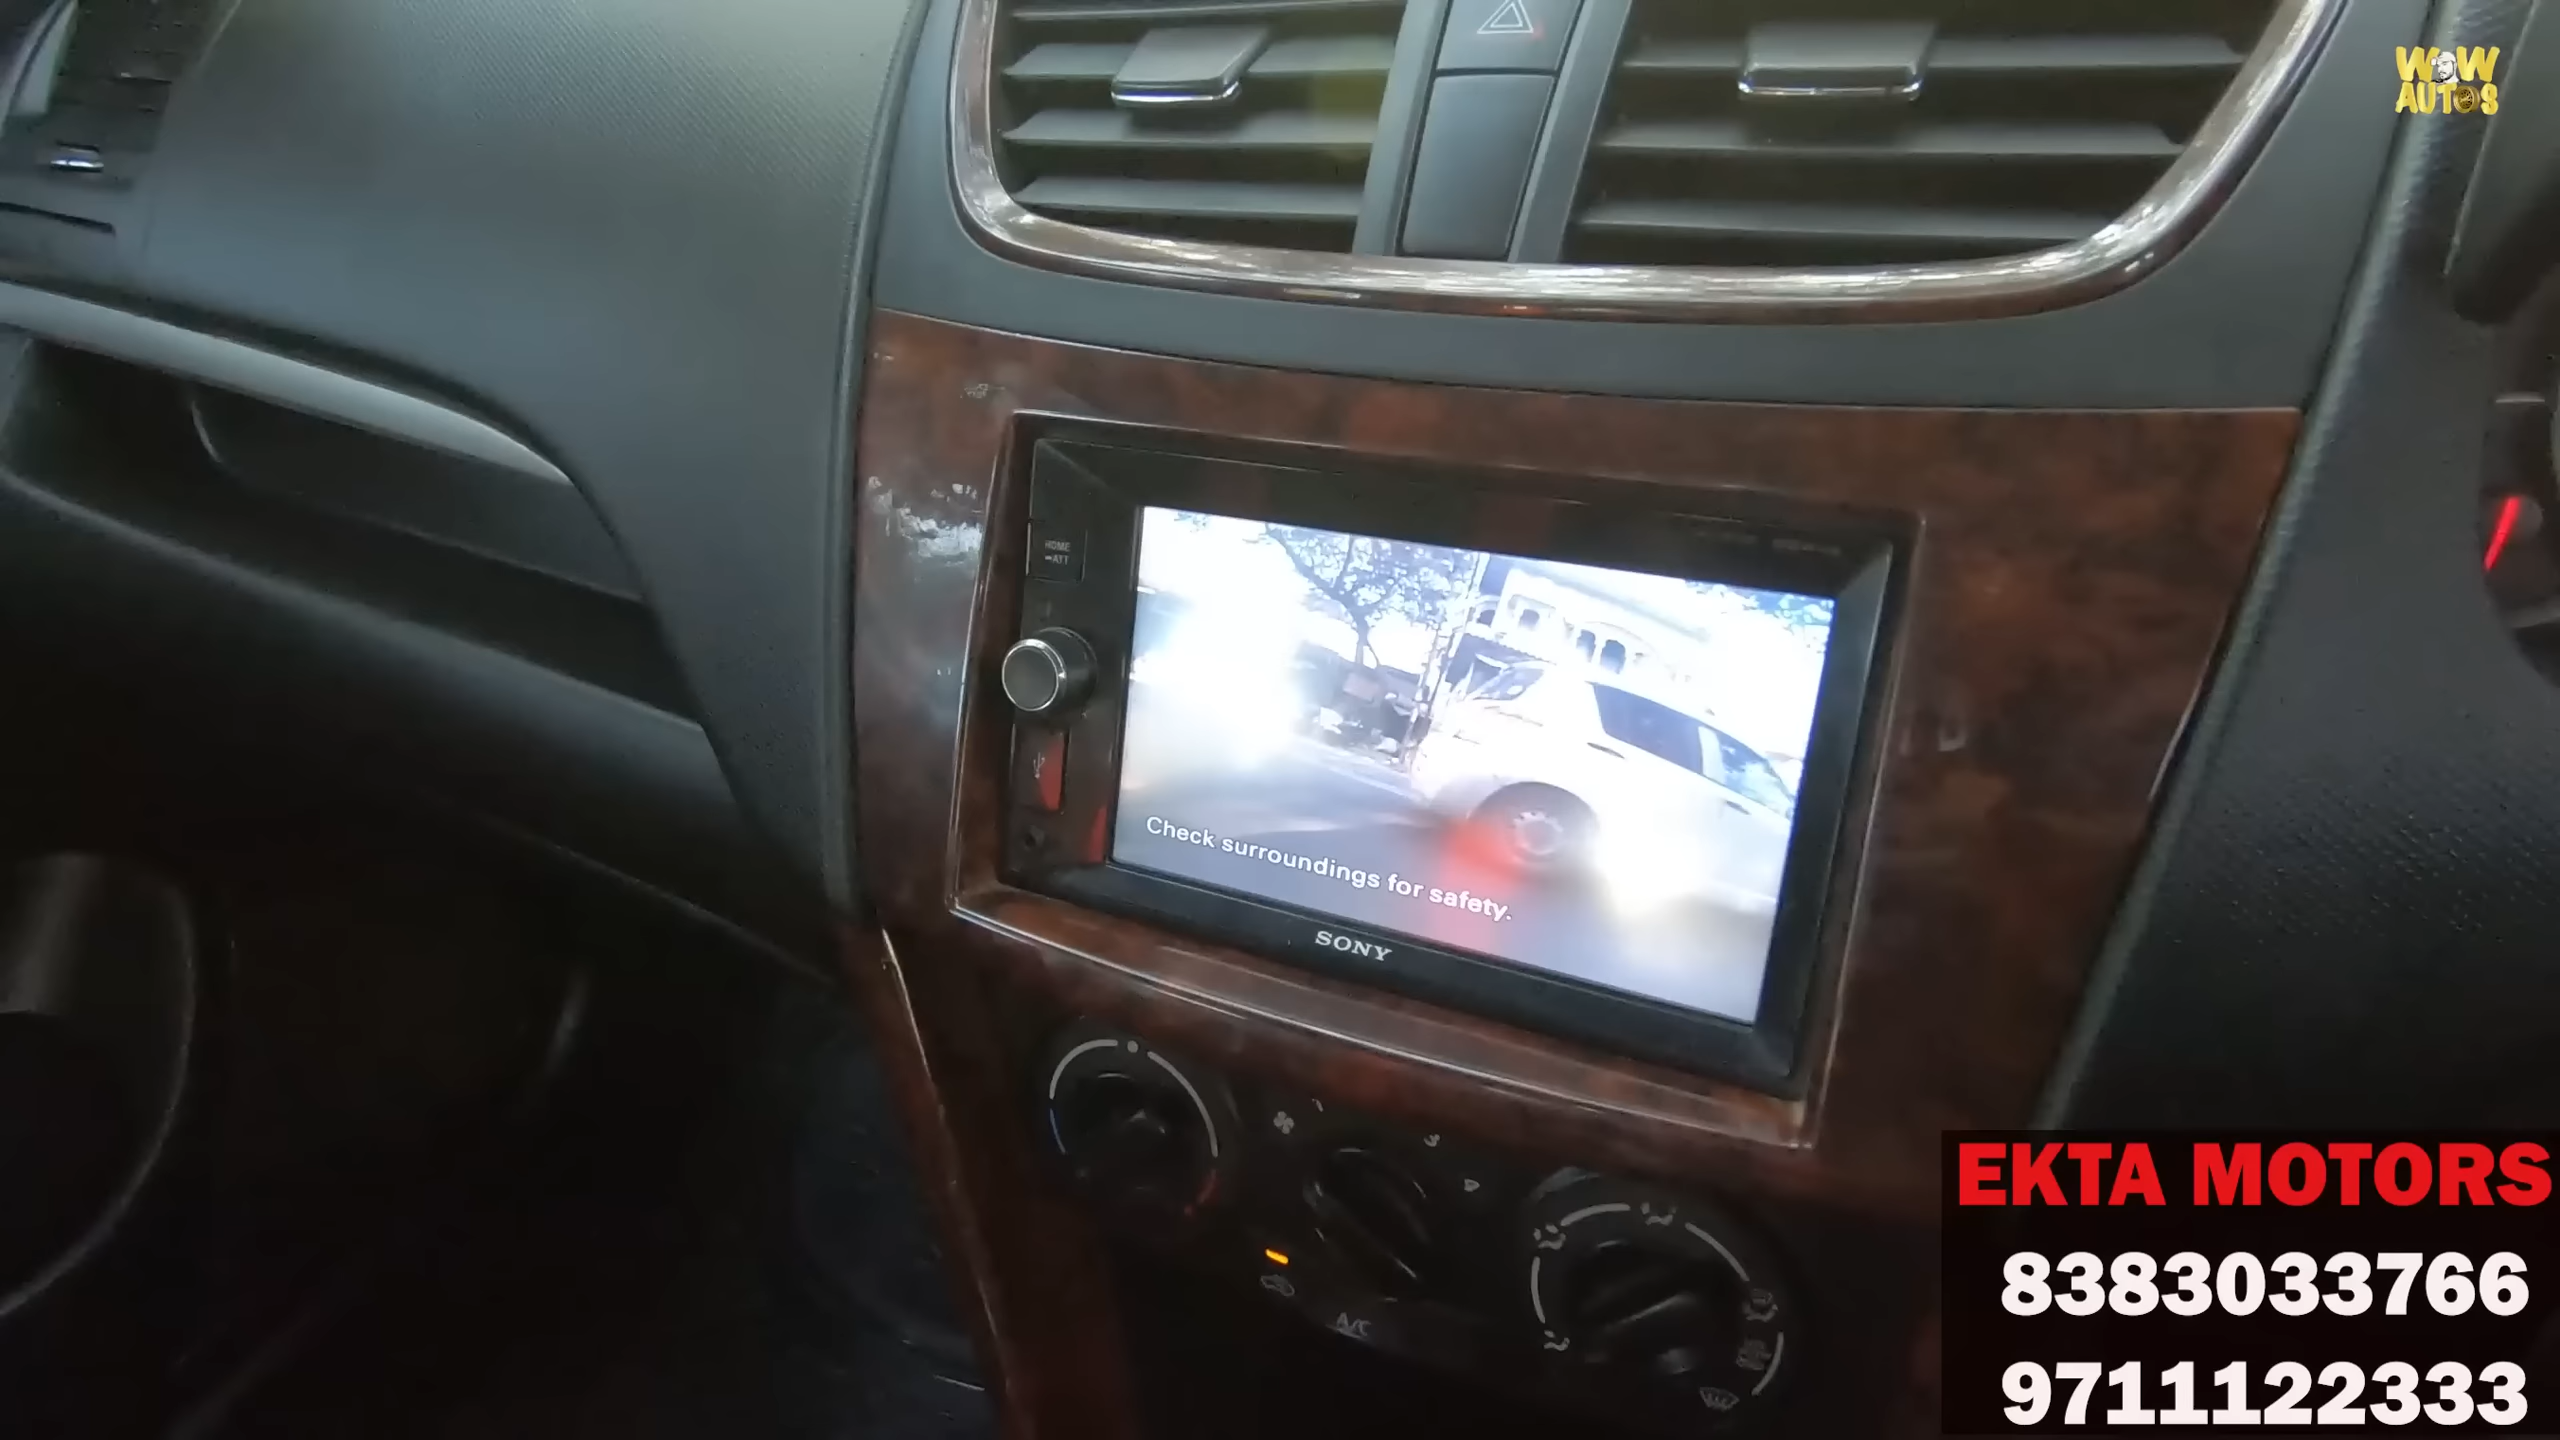 WOW
AUTOS
HOME
ATT
Check surroundings for safety.
SONY
A/C
EKTA MOTORS
8383033766
9711122333